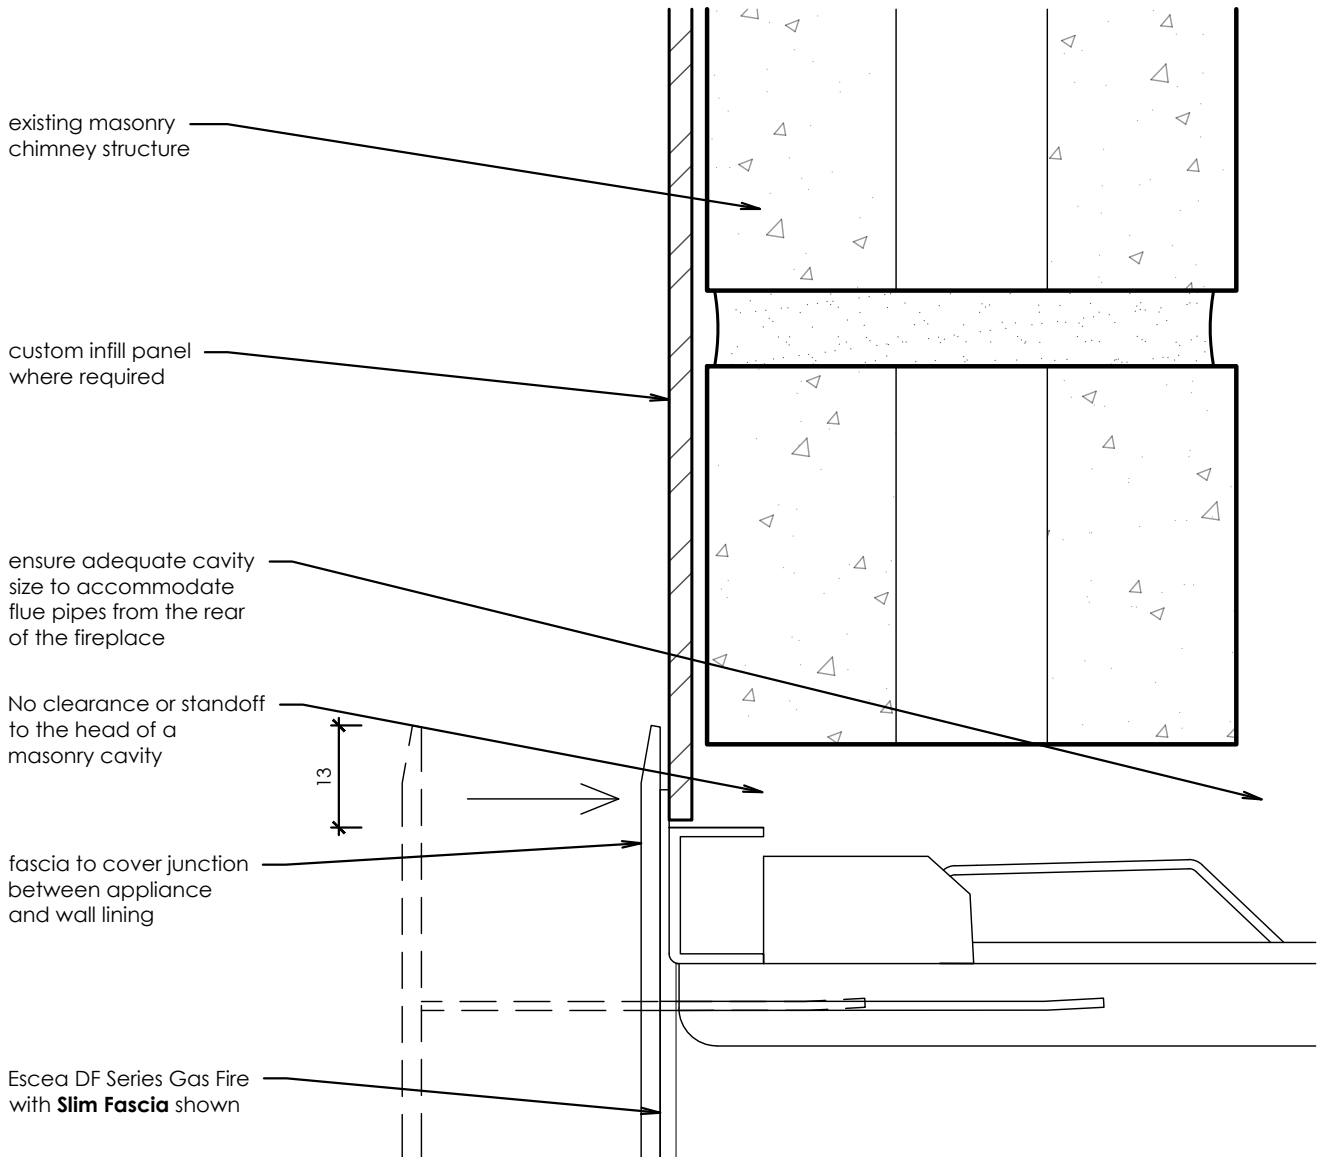 existing masonry
chimney structure
custom infill panel
where required
ensure adequate cavity
size to accommodate
flue pipes from the rear
of the fireplace
No clearance or standoff
to the head of a
masonry cavity
13
fascia to cover junction
between appliance
and wall lining
Escea DF Series Gas Fire
with Slim Fascia shown